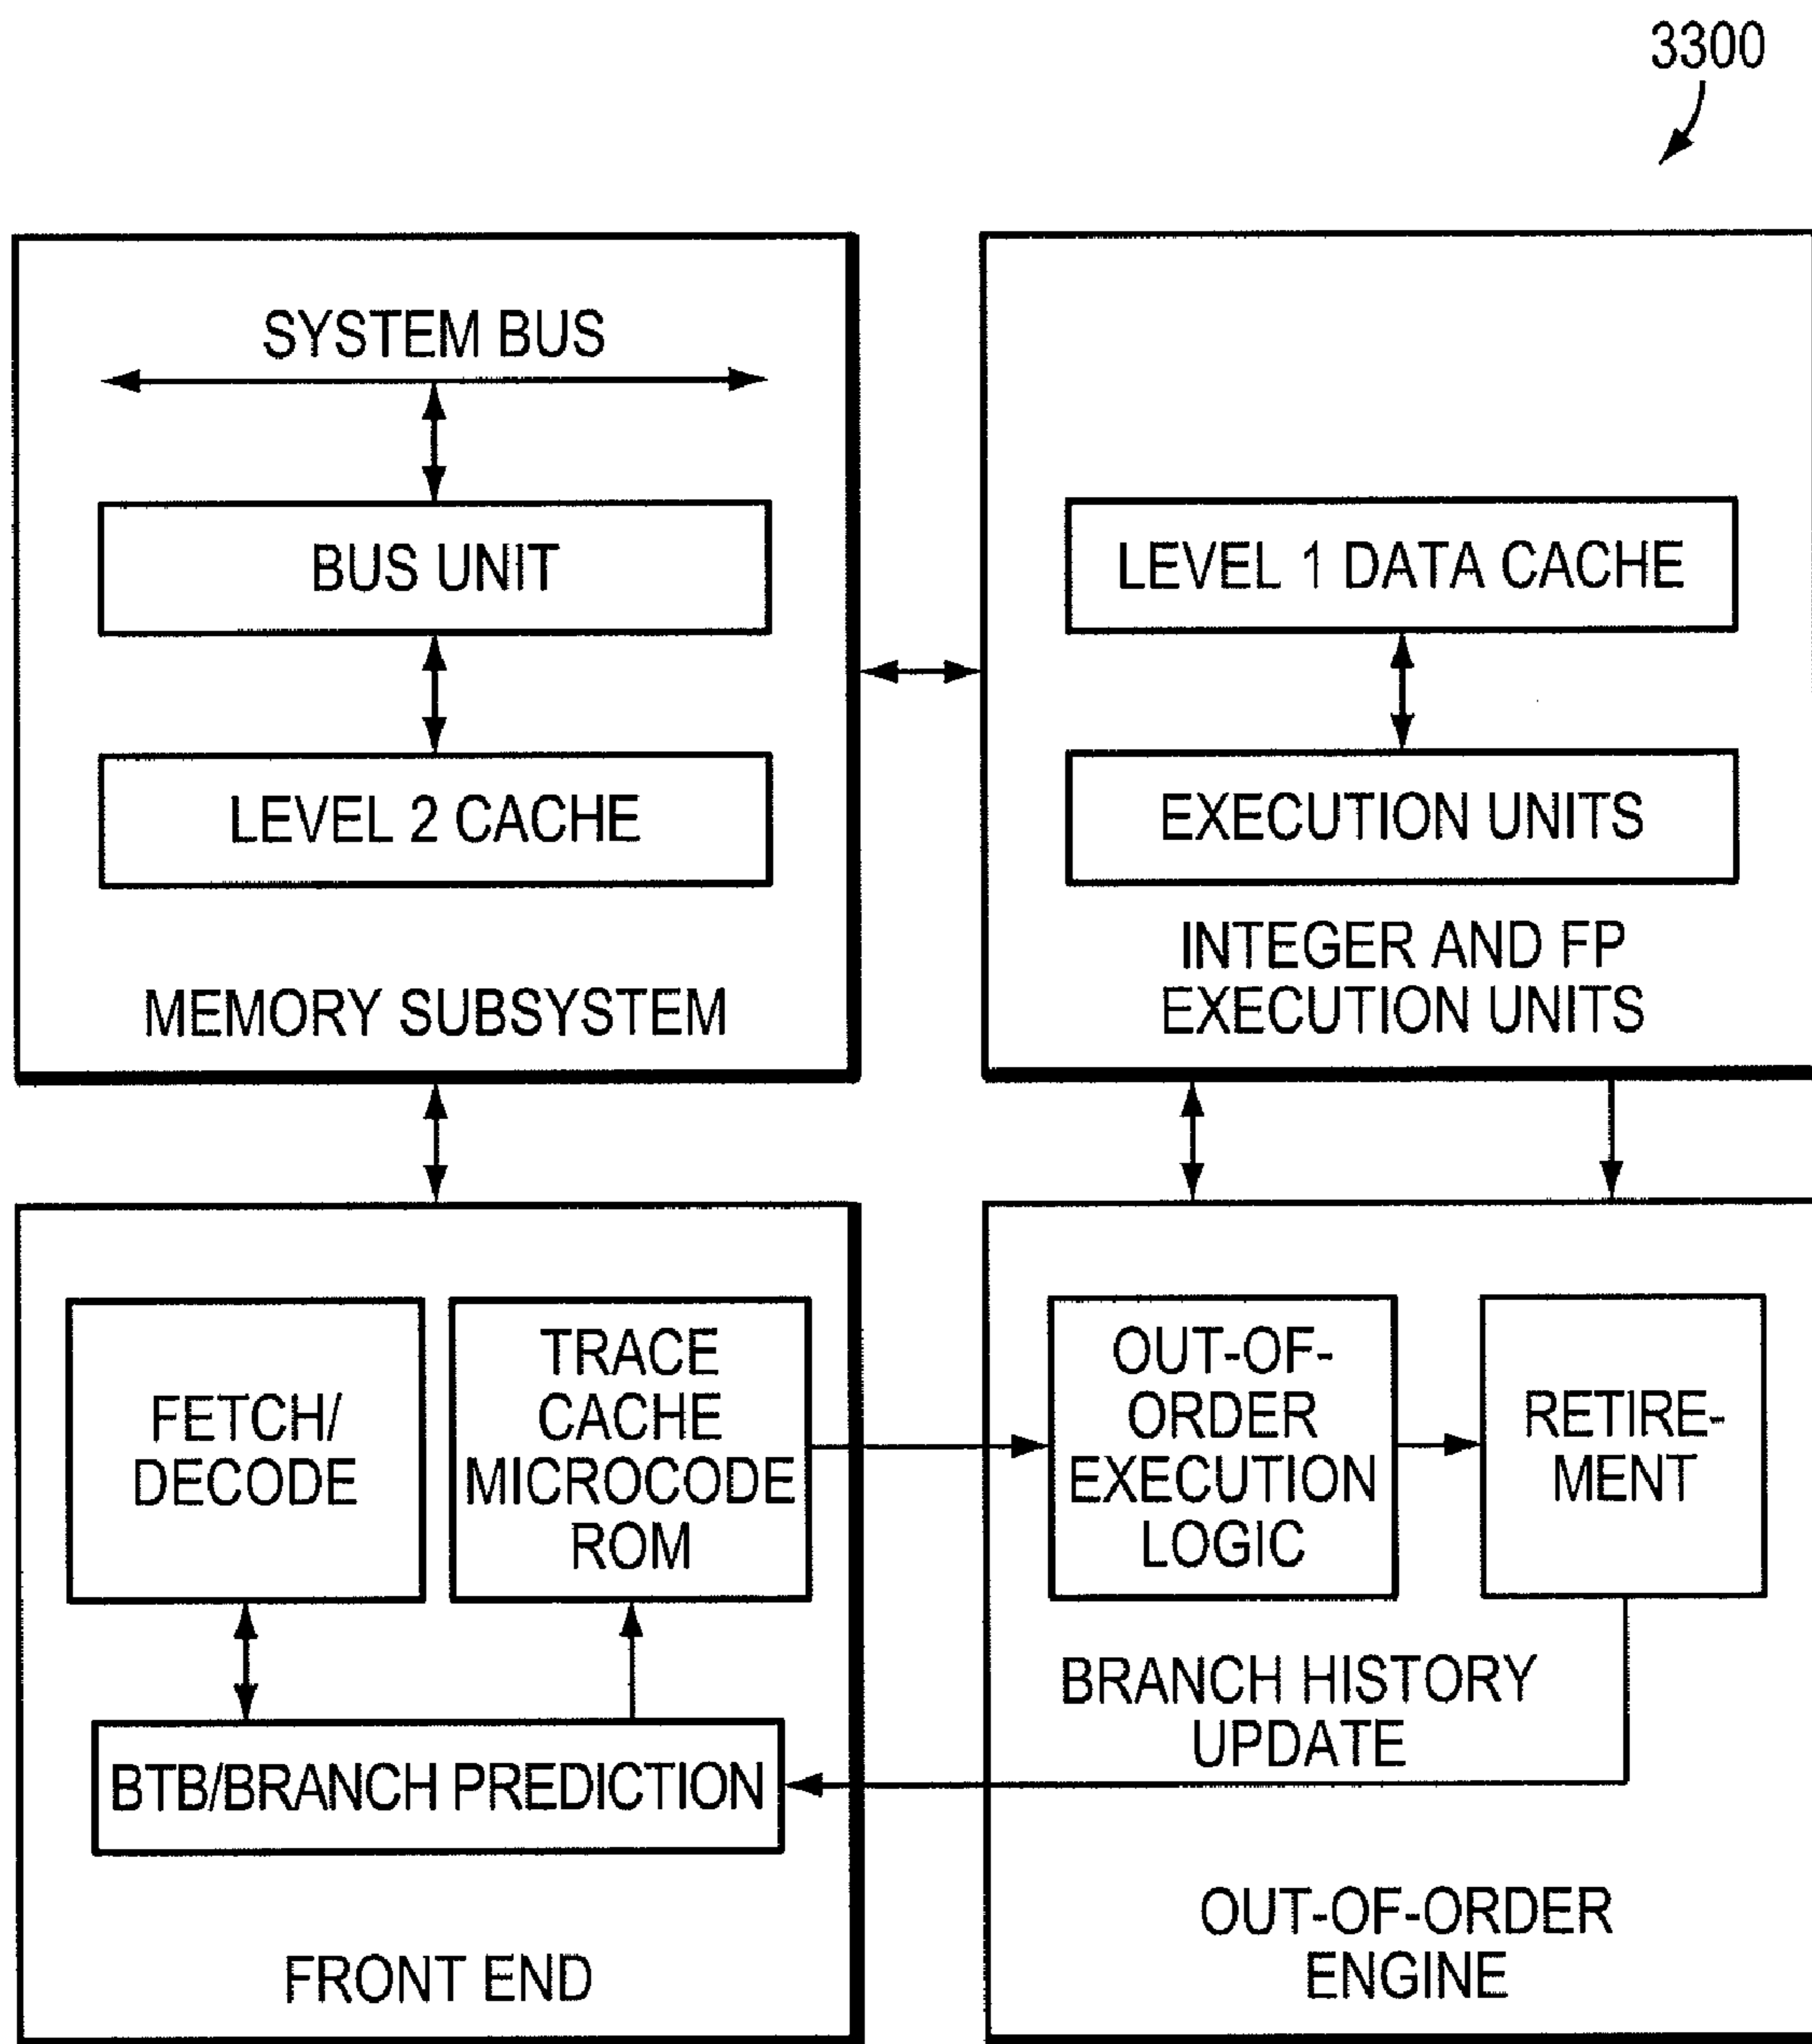 3300
SYSTEM BUS
BUS UNIT
LEVEL 2 CACHE
MEMORY SUBSYSTEM
LEVEL 1 DATA CACHE
EXECUTION UNITS
INTEGER AND FP
EXECUTION UNITS
FETCH/
DECODE
TRACE
CACHE
MICROCODE
ROM
BTB/BRANCH PREDICTION
FRONT END
OUT-OF-
ORDER
EXECUTION
LOGIC
RETIRE-
MENT
BRANCH HISTORY
UPDATE
OUT-OF-ORDER
ENGINE